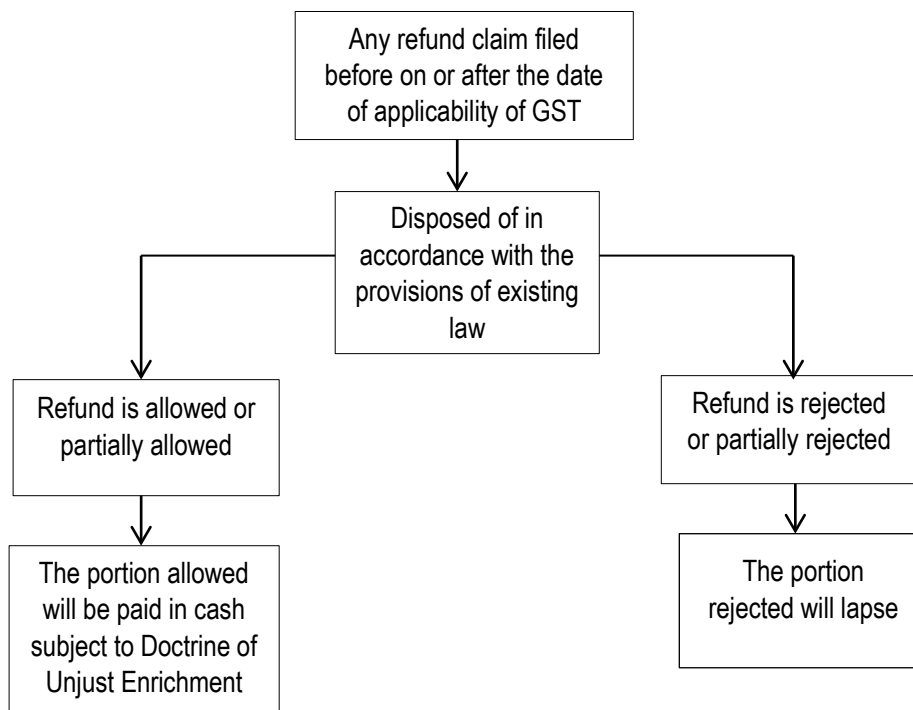 Any refund claim filed
before on or after the date
of applicability of GST
Disposed of in
accordance with the
provisions of existing
law
Refund is allowed or
partially allowed
Refund is rejected
or partially rejected
The portion allowed
will be paid in cash
subject to Doctrine of
Unjust Enrichment
The portion
rejected will lapse